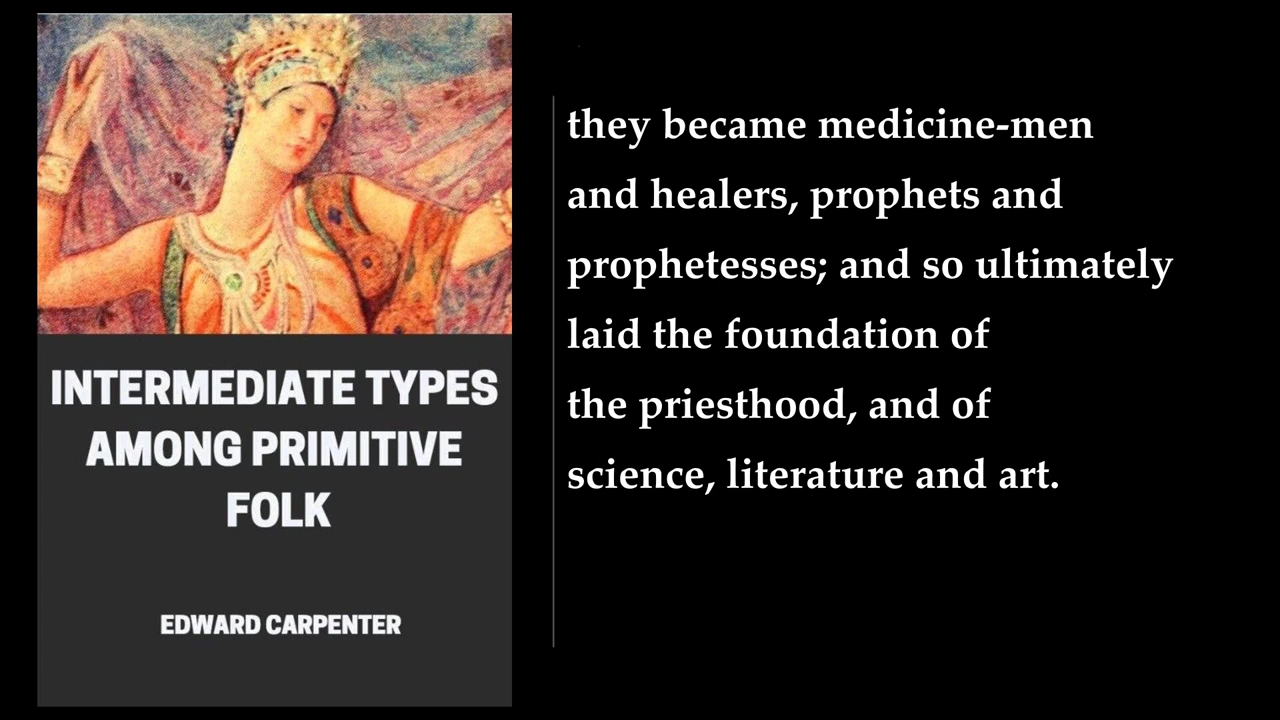 INTERMEDIATE TYPES
AMONG PRIMITIVE
FOLK
EDWARD CARPENTER
they became medicine-men
and healers, prophets and
prophetesses; and so ultimately
laid the foundation of
the priesthood, and of
science, literature and art.